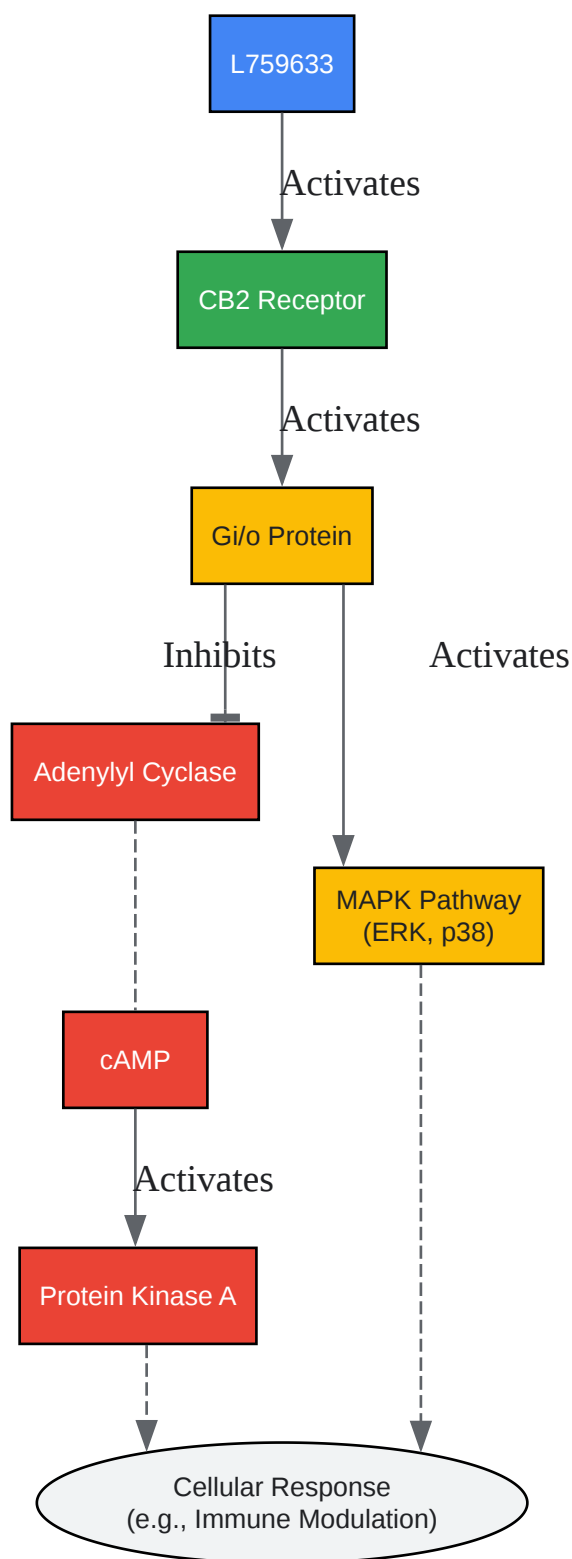 L759633
Activates
CB2 Receptor
Activates
Gi/o Protein
Inhibits
Activates
Adenylyl Cyclase
MAPK Pathway
(ERK, p38)
cAMP
Activates
Protein Kinase A
Cellular Response
(e.g., Immune Modulation)